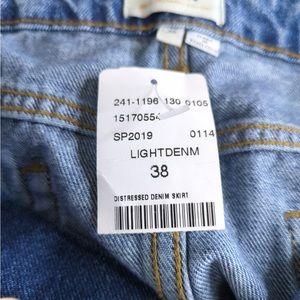 241-1196 130 0105
15170554
SP2019 0114
LIGHTDENM
38
DISTRESSED DENIM SKIRT